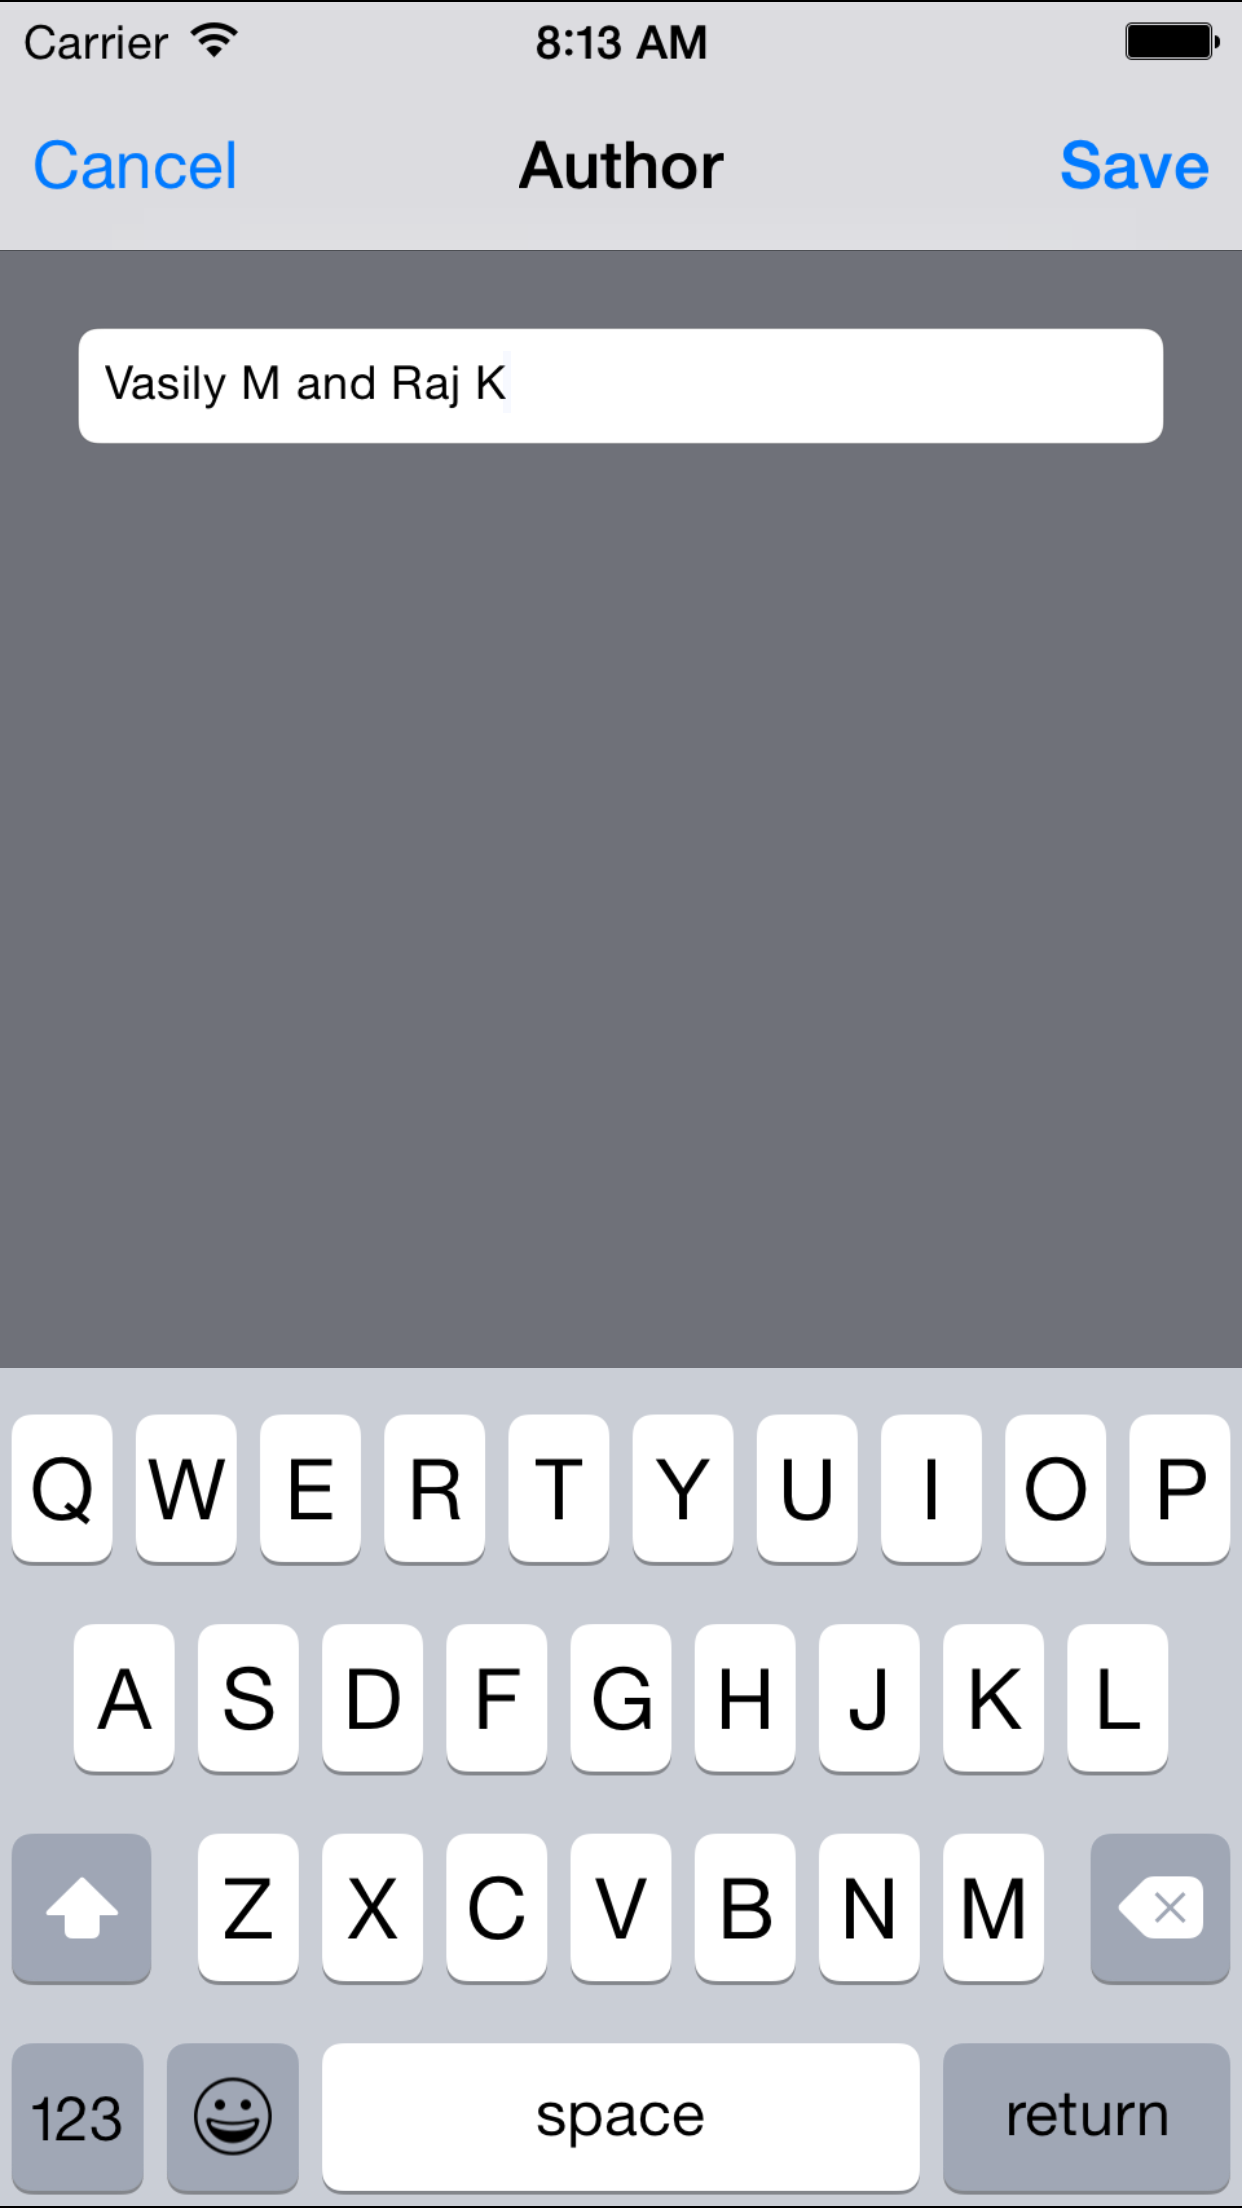 Carrier 8:13 AM
Cancel Author Save
Vasily M and Raj K
Q W E R T Y U I O P
A S D F G H J K L
Z X C V B N M
123 space return